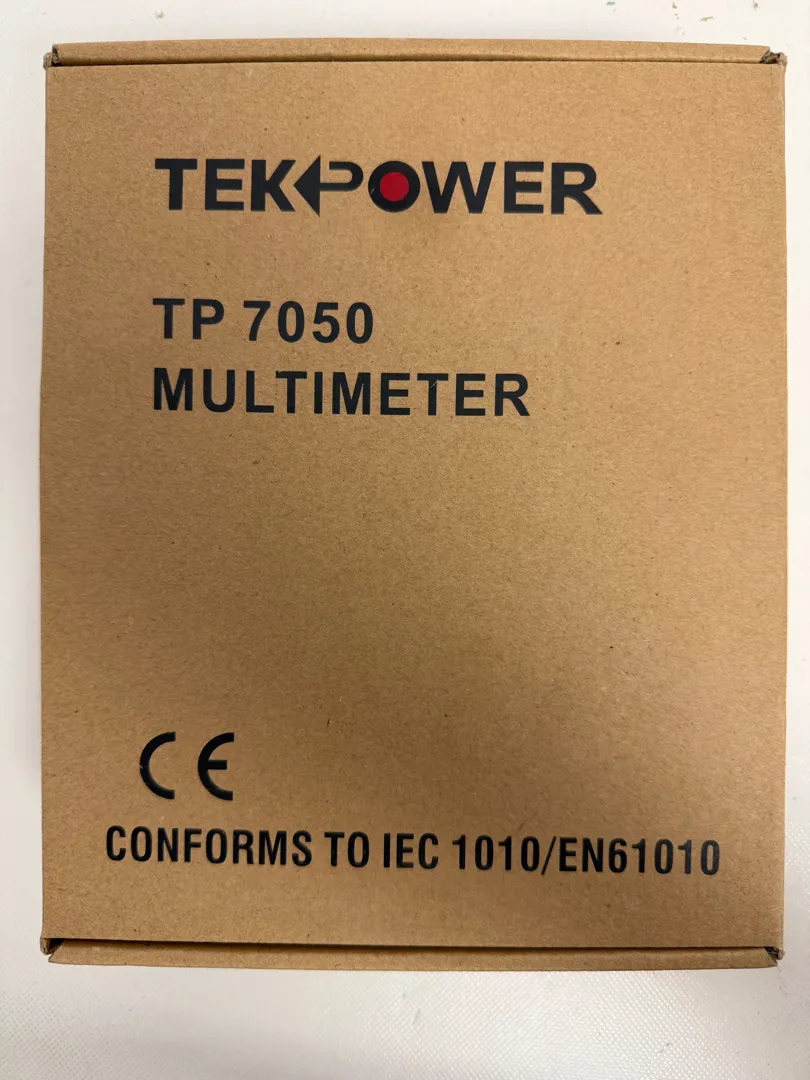 TEKPOWER
TP 7050
MULTIMETER
CE
CONFORMS TO IEC 1010/EN61010